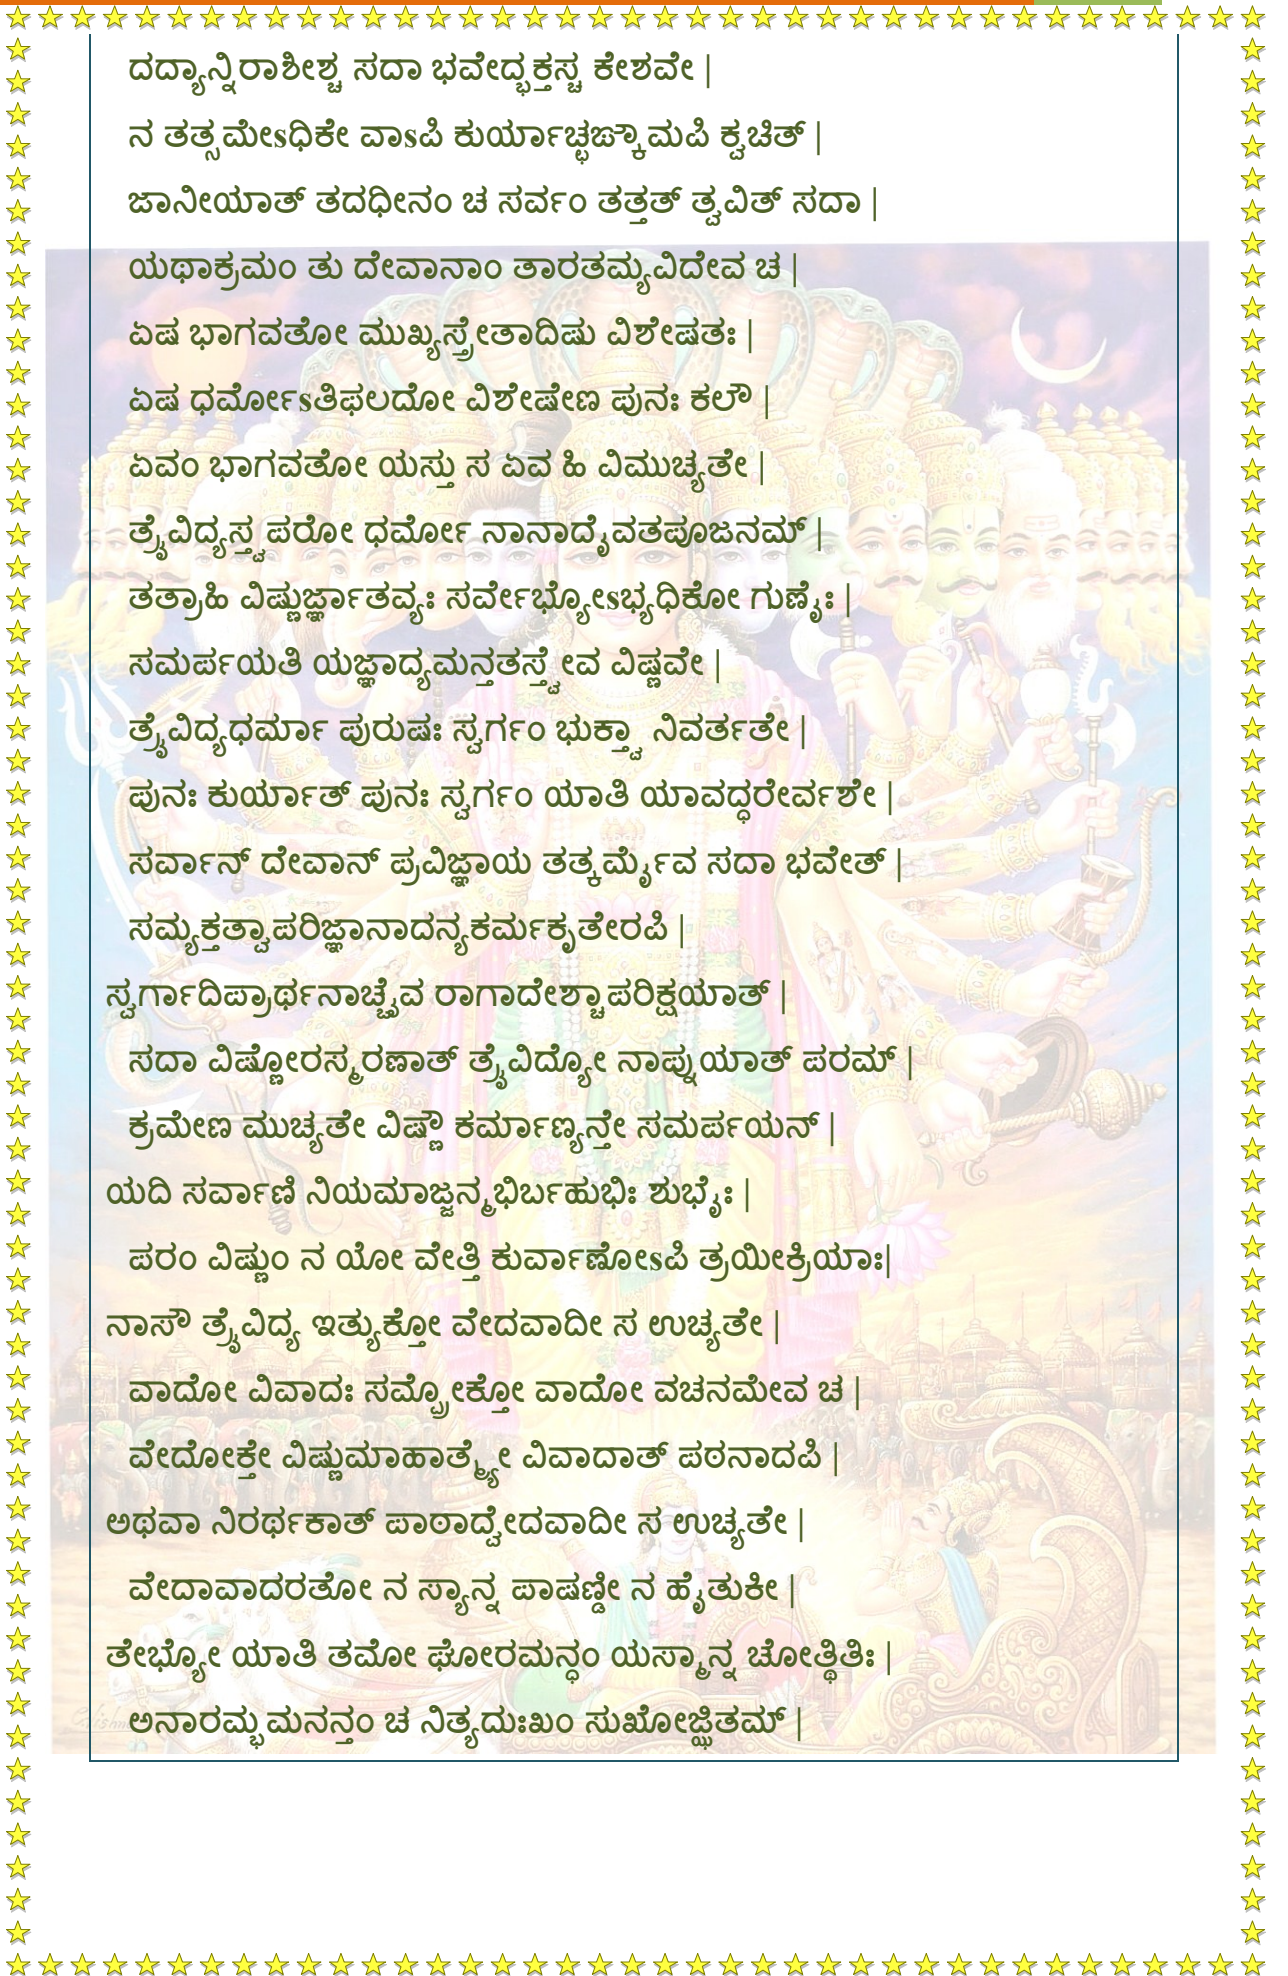 ದದ್ಯಾನ್ನಿರಾಶೀಶ್ಚ ಸದಾ ಭವೇದ್ಭಕ್ತಸ್ಚ ಕೇಶವೇ |
ನ ತತ್ಸಮೇsಧಿಕೇ ವಾsಪಿ ಕುರ್ಯಾಚ್ಛಙ್ಕಾಮಪಿ ಕ್ವಚಿತ್ |
ಜಾನೀಯಾತ್ ತದಧೀನಂ ಚ ಸರ್ವಂ ತತ್ತತ್ ತ್ವವಿತ್ ಸದಾ |
ಯಥಾಕ್ರಮಂ ತು ದೇವಾನಾಂ ತಾರತಮ್ಯವಿದೇವ ಚ |
ಏಷ ಭಾಗವತೋ ಮುಖ್ಯಸ್ತ್ರೇತಾದಿಷು ವಿಶೇಷತಃ |
ಏಷ ಧರ್ಮೋsತಿಫಲದೋ ವಿಶೇಷೇಣ ಪುನಃ ಕಲೌ |
ಏವಂ ಭಾಗವತೋ ಯಸ್ತು ಸ ಏವ ಹಿ ವಿಮುಚ್ಯತೇ |
ತ್ರೈವಿದ್ಯಸ್ತ್ವಪರೋ ಧರ್ಮೋ ನಾನಾದೈವತಪೂಜನಮ್ |
ತತ್ರಾಹಿ ವಿಷ್ಣುರ್ಜ್ಞಾತವ್ಯಃ ಸರ್ವೇಭ್ಯೋsಭ್ಯಧಿಕೋ ಗುಣೈಃ |
ಸಮರ್ಪಯತಿ ಯಜ್ಞಾದ್ಯಮನ್ತತಸ್ತ್ವೇವ ವಿಷ್ಣವೇ |
ತ್ರೈವಿದ್ಯಧರ್ಮಾ ಪುರುಷಃ ಸ್ವರ್ಗಂ ಭುಕ್ತ್ವಾ ನಿವರ್ತತೇ |
ಪುನಃ ಕುರ್ಯಾತ್ ಪುನಃ ಸ್ವರ್ಗಂ ಯಾತಿ ಯಾವದ್ಧರೇರ್ವಶೇ |
ಸರ್ವಾನ್ ದೇವಾನ್ ಪ್ರವಿಜ್ಞಾಯ ತತ್ಕರ್ಮೈವ ಸದಾ ಭವೇತ್ |
ಸಮ್ಯಕ್ತತ್ವಾಪರಿಜ್ಞಾನಾದನ್ಯಕರ್ಮಕೃತೇರಪಿ |
ಸ್ವರ್ಗಾದಿಪ್ರಾರ್ಥನಾಚ್ಚೈವ ರಾಗಾದೇಶ್ಚಾಪರಿಕ್ಷಯಾತ್ |
ಸದಾ ವಿಷ್ಣೋರಸ್ಮರಣಾತ್ ತ್ರೈವಿದ್ಯೋ ನಾಪ್ನುಯಾತ್ ಪರಮ್ |
ಕ್ರಮೇಣ ಮುಚ್ಯತೇ ವಿಷ್ಣೌ ಕರ್ಮಾಣ್ಯನ್ತೇ ಸಮರ್ಪಯನ್ |
ಯದಿ ಸರ್ವಾಣಿ ನಿಯಮಾಜ್ಜನ್ಮಭಿರ್ಬಹುಭಿಃ ಶುಭೈಃ |
ಪರಂ ವಿಷ್ಣುಂ ನ ಯೋ ವೇತ್ತಿ ಕುರ್ವಾಣೋsಪಿ ತ್ರಯೀಕ್ರಿಯಾಃ|
ನಾಸೌ ತ್ರೈವಿದ್ಯ ಇತ್ಯುಕ್ತೋ ವೇದವಾದೀ ಸ ಉಚ್ಯತೇ |
ವಾದೋ ವಿವಾದಃ ಸಮ್ಪ್ರೋಕ್ತೋ ವಾದೋ ವಚನಮೇವ ಚ |
ವೇದೋಕ್ತೇ ವಿಷ್ಣುಮಾಹಾತ್ಮ್ಯೇ ವಿವಾದಾತ್ ಪಠನಾದಪಿ |
ಅಥವಾ ನಿರರ್ಥಕಾತ್ ಪಾಠಾದ್ವೇದವಾದೀ ಸ ಉಚ್ಯತೇ |
ವೇದಾವಾದರತೋ ನ ಸ್ಯಾನ್ನ ಪಾಷಣ್ಡೀ ನ ಹೈತುಕೀ |
ತೇಭ್ಯೋ ಯಾತಿ ತಮೋ ಘೋರಮನ್ಧಂ ಯಸ್ಮಾನ್ನ ಚೋತ್ಥಿತಿಃ |
ಅನಾರಮ್ಭಮನನ್ತಂ ಚ ನಿತ್ಯದುಃಖಂ ಸುಖೋಜ್ಝಿತಮ್ |